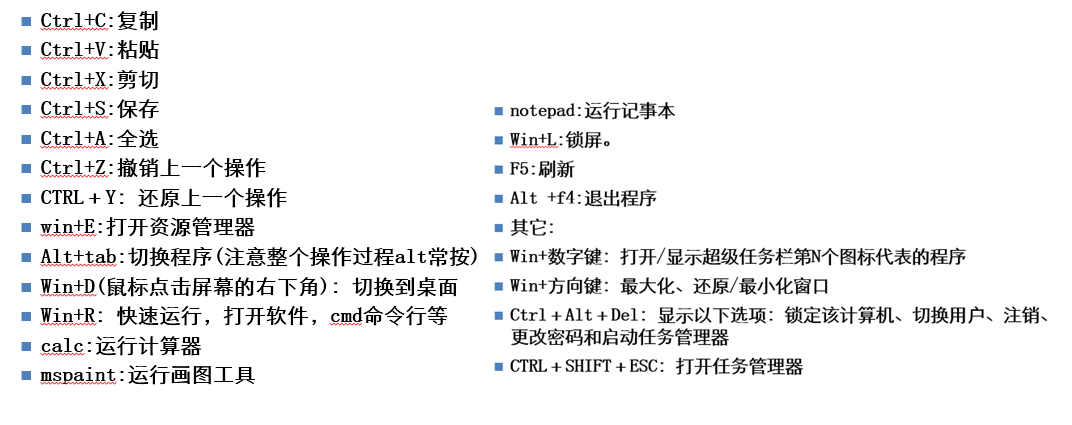 Ctrl+C:复制
Ctrl+V:粘贴
Ctrl+X:剪切
Ctrl+S:保存
Ctrl+A:全选
Ctrl+Z:撤销上一个操作
CTRL+Y: 还原上一个操作
win+E:打开资源管理器
Alt+tab:切换程序(注意整个操作过程alt常按)
Win+D(鼠标点击屏幕的右下角): 切换到桌面
Win+R: 快速运行, 打开软件, cmd命令行等
calc:运行计算器
mspaint:运行画图工具
notepad:运行记事本
Win+L:锁屏。
F5:刷新
Alt +f4:退出程序
其它:
Win+数字键: 打开/显示超级任务栏第N个图标代表的程序
Win+方向键: 最大化、还原/最小化窗口
Ctrl+Alt+Del: 显示以下选项: 锁定该计算机、切换用户、注销、
更改密码和启动任务管理器
CTRL+SHIFT+ESC: 打开任务管理器